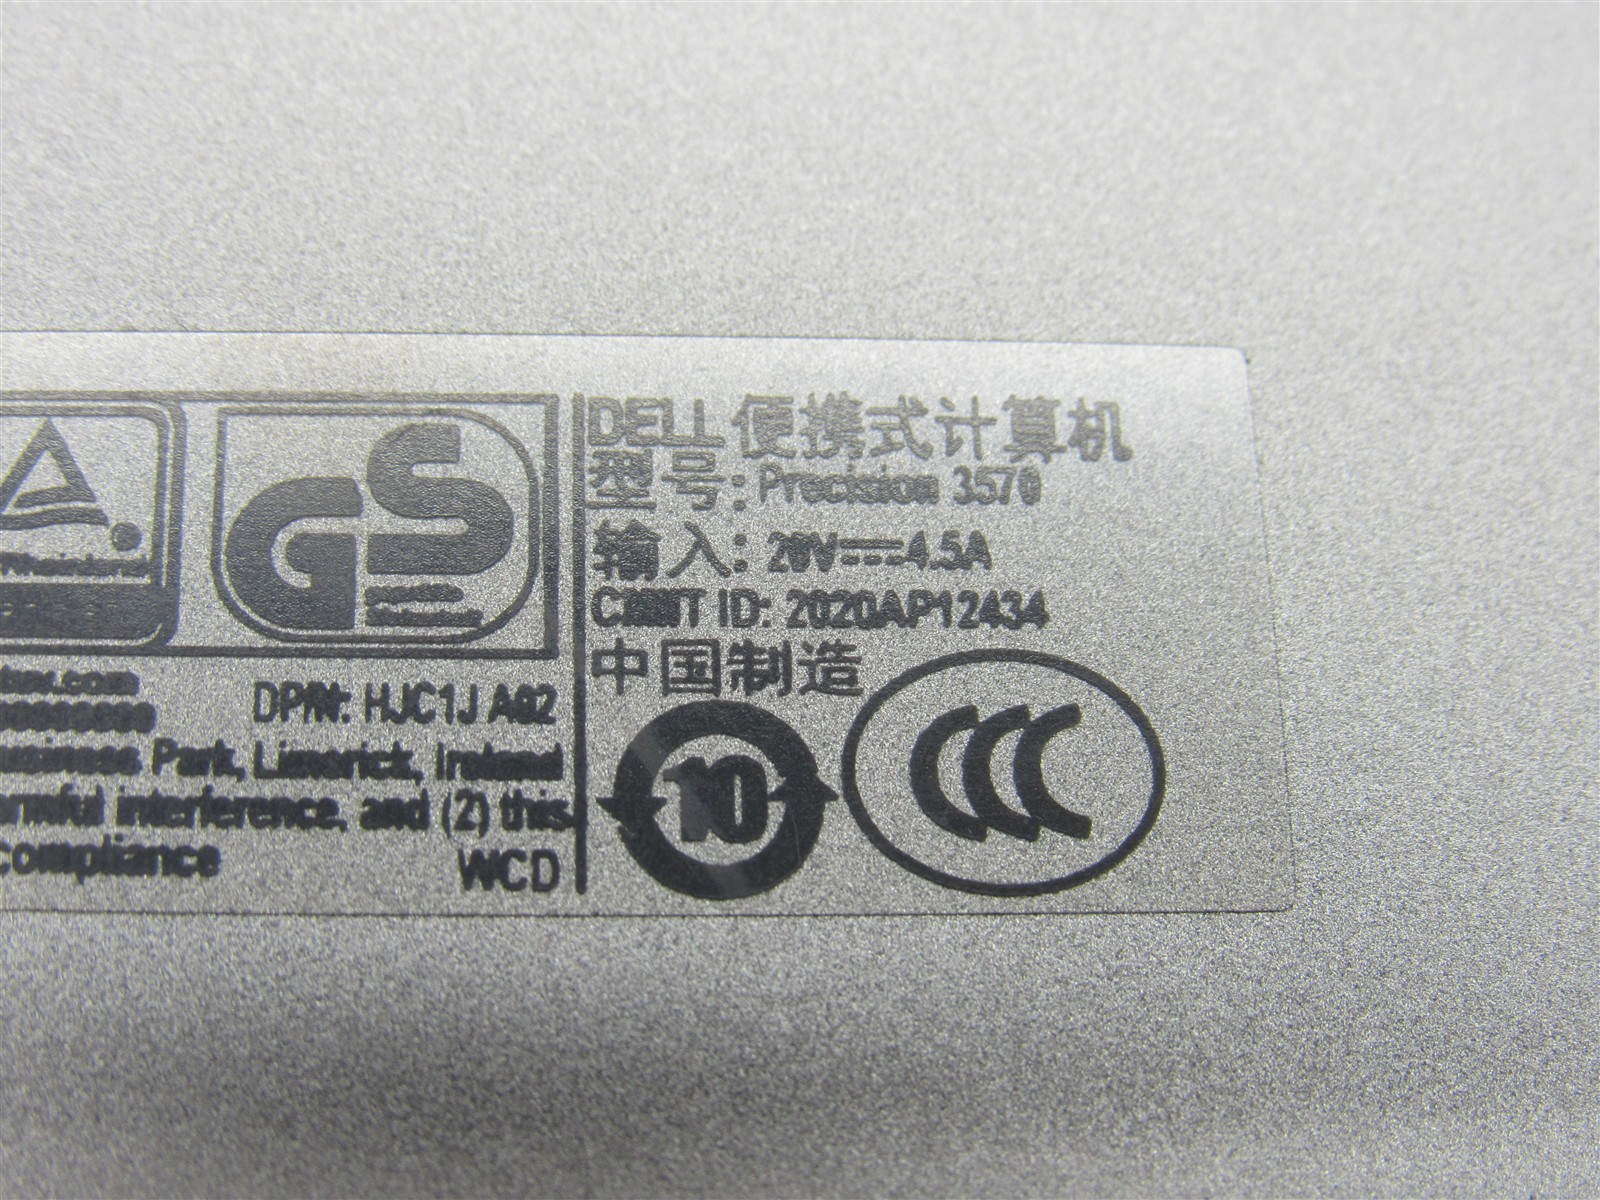 GS
DPN: HJC1J A02
Business Park, Limerick, Ireland
harmful interference, and (2) this
compliance
WCD
DELL 便携式计算机
型号: Precision 3570
输入: 20V⎓4.5A
CMIIT ID: 2020AP12434
中国制造
10
CCC